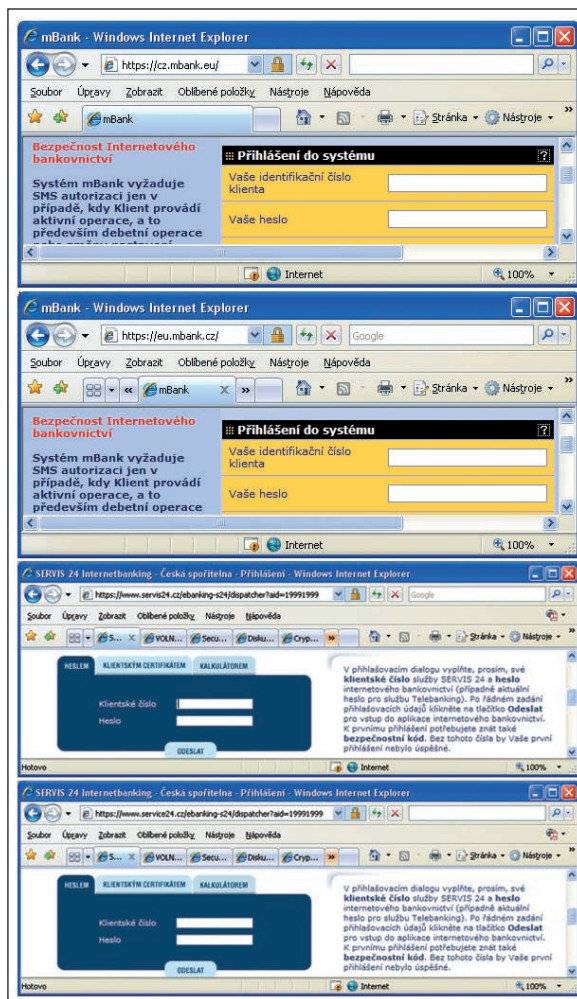 mBank - Windows Internet Explorer
https://cz.mbank.eu/
Soubor Úpravy Zobrazit Oblíbené položky Nástroje Nápověda
mBank Stránka Nástroje »
Bezpečnost Internetového
bankovnictví
Systém mBank vyžaduje
SMS autorizaci jen v
případě, kdy Klient provádí
aktivní operace, a to
především debetní operace
Přihlášení do systému ?
Vaše identifikační číslo
klienta
Vaše heslo
Internet 100%
mBank - Windows Internet Explorer
https://eu.mbank.cz/ Google
Soubor Úpravy Zobrazit Oblíbené položky Nástroje Nápověda
« mBank X » Stránka Nástroje »
Bezpečnost Internetového
bankovnictví
Systém mBank vyžaduje
SMS autorizaci jen v
případě, kdy Klient provádí
aktivní operace, a to
především debetní operace
Přihlášení do systému ?
Vaše identifikační číslo
klienta
Vaše heslo
Internet 100%
SERVIS 24 Internetbanking - Česká spořitelna - Přihlášení - Windows Internet Explorer
https://www.servis24.cz/ebanking-s24/dispatcher?aid=19991999 Google
Soubor Úpravy Zobrazit Oblíbené položky Nástroje Nápověda
S... X VOLN... Secu... Disku... Cryp... » Stránka Nástroje »
HESLEM KLIENTSKÝM CERTIFIKÁTEM KALKULÁTOREM
Klientské číslo
Heslo
ODESLAT
V přihlašovacím dialogu vyplňte, prosím, své
klientské číslo služby SERVIS 24 a heslo
internetového bankovnictví (případně aktuální
heslo pro službu Telebanking). Po řádném zadání
přihlašovacích údajů klikněte na tlačítko Odeslat
pro vstup do aplikace internetového bankovnictví.
K prvnímu přihlášení potřebujete znát také
bezpečnostní kód. Bez tohoto čísla by Vaše první
přihlášení nebylo úspěšné.
Hotovo Internet 100%
SERVIS 24 Internetbanking - Česká spořitelna - Přihlášení - Windows Internet Explorer
https://www.service24.cz/ebanking-s24/dispatcher?aid=19991999 Google
Soubor Úpravy Zobrazit Oblíbené položky Nástroje Nápověda
S... X VOLN... Secu... Disku... Cryp... » Stránka Nástroje »
HESLEM KLIENTSKÝM CERTIFIKÁTEM KALKULÁTOREM
Klientské číslo
Heslo
ODESLAT
V přihlašovacím dialogu vyplňte, prosím, své
klientské číslo služby SERVIS 24 a heslo
internetového bankovnictví (případně aktuální
heslo pro službu Telebanking). Po řádném zadání
přihlašovacích údajů klikněte na tlačítko Odeslat
pro vstup do aplikace internetového bankovnictví.
K prvnímu přihlášení potřebujete znát také
bezpečnostní kód. Bez tohoto čísla by Vaše první
přihlášení nebylo úspěšné.
Hotovo Internet 100%